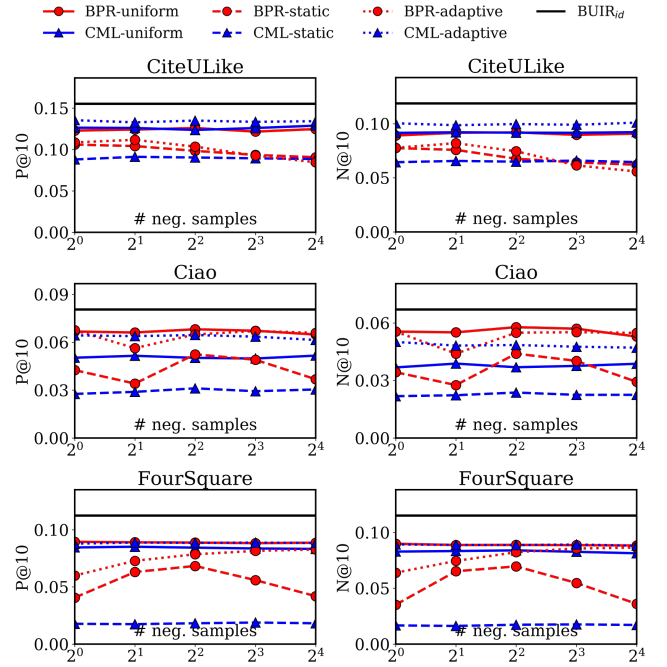 BPR-uniform BPR-static BPR-adaptive BUIR_id
CML-uniform CML-static CML-adaptive
CiteULike CiteULike
P@10 0.15 0.10 0.05 0.00
# neg. samples
2^0 2^1 2^2 2^3 2^4
N@10 0.10 0.05 0.00
# neg. samples
2^0 2^1 2^2 2^3 2^4
Ciao Ciao
P@10 0.09 0.06 0.03 0.00
# neg. samples
2^0 2^1 2^2 2^3 2^4
N@10 0.06 0.03 0.00
# neg. samples
2^0 2^1 2^2 2^3 2^4
FourSquare FourSquare
P@10 0.10 0.05 0.00
# neg. samples
2^0 2^1 2^2 2^3 2^4
N@10 0.10 0.05 0.00
# neg. samples
2^0 2^1 2^2 2^3 2^4